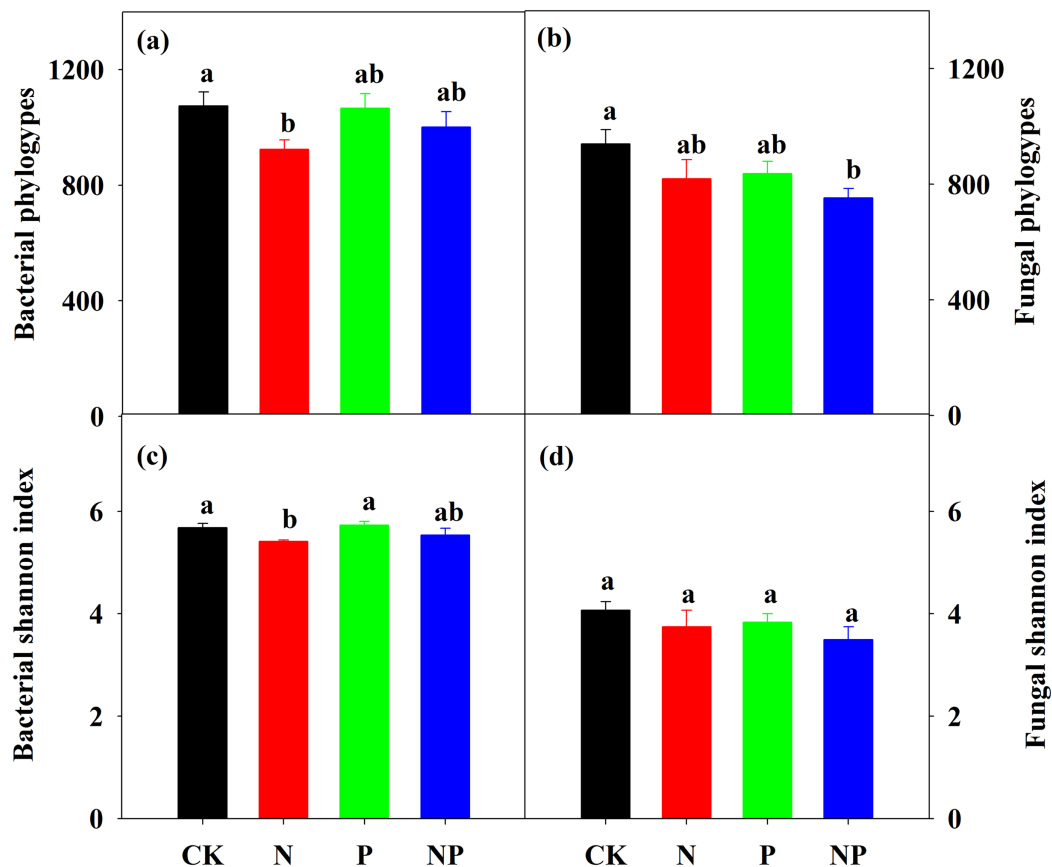 (a)
(b)
1200
a
b
ab
ab
a
ab
ab
b
1200
800
800
400
400
0
0
Bacterial phylogypes
Fungal phylogypes
(c)
(d)
6
a
b
a
ab
6
4
a
a
a
a
4
2
2
0
0
Bacterial shannon index
Fungal shannon index
CK N P NP
CK N P NP